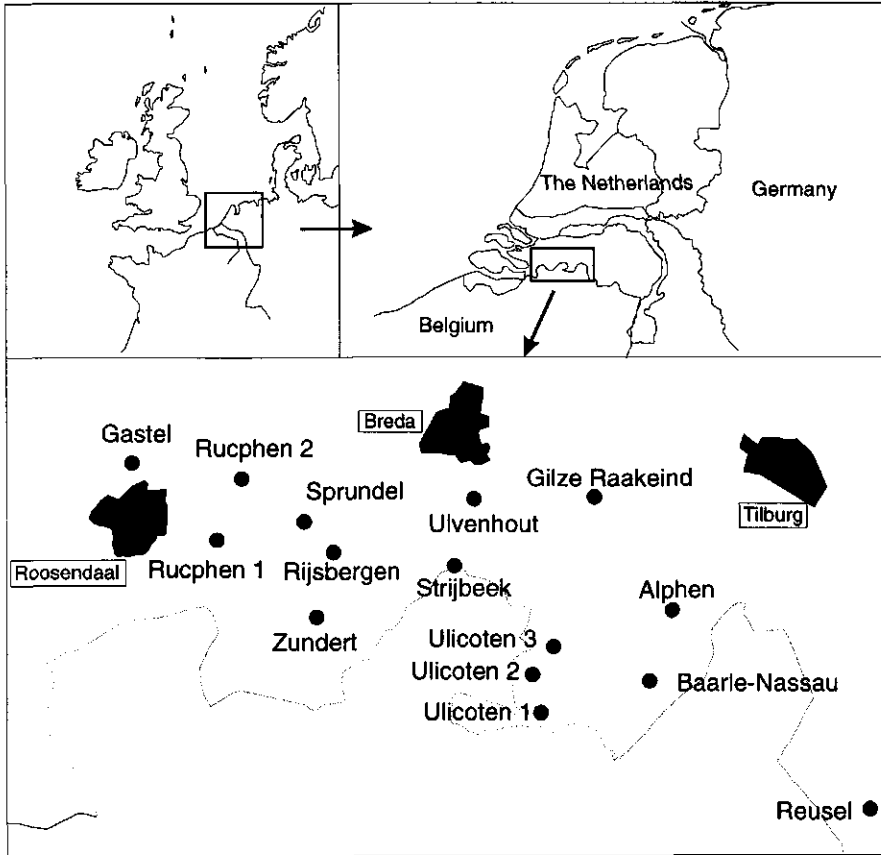 The Netherlands
Germany
Belgium
Breda
Gastel
Rucphen 2
Sprundel
Gilze Raakeind
Ulvenhout
Tilburg
Roosendaal
Rucphen 1
Rijsbergen
Strijbeek
Alphen
Zundert
Ulicoten 3
Ulicoten 2
Baarle-Nassau
Ulicoten 1
Reusel